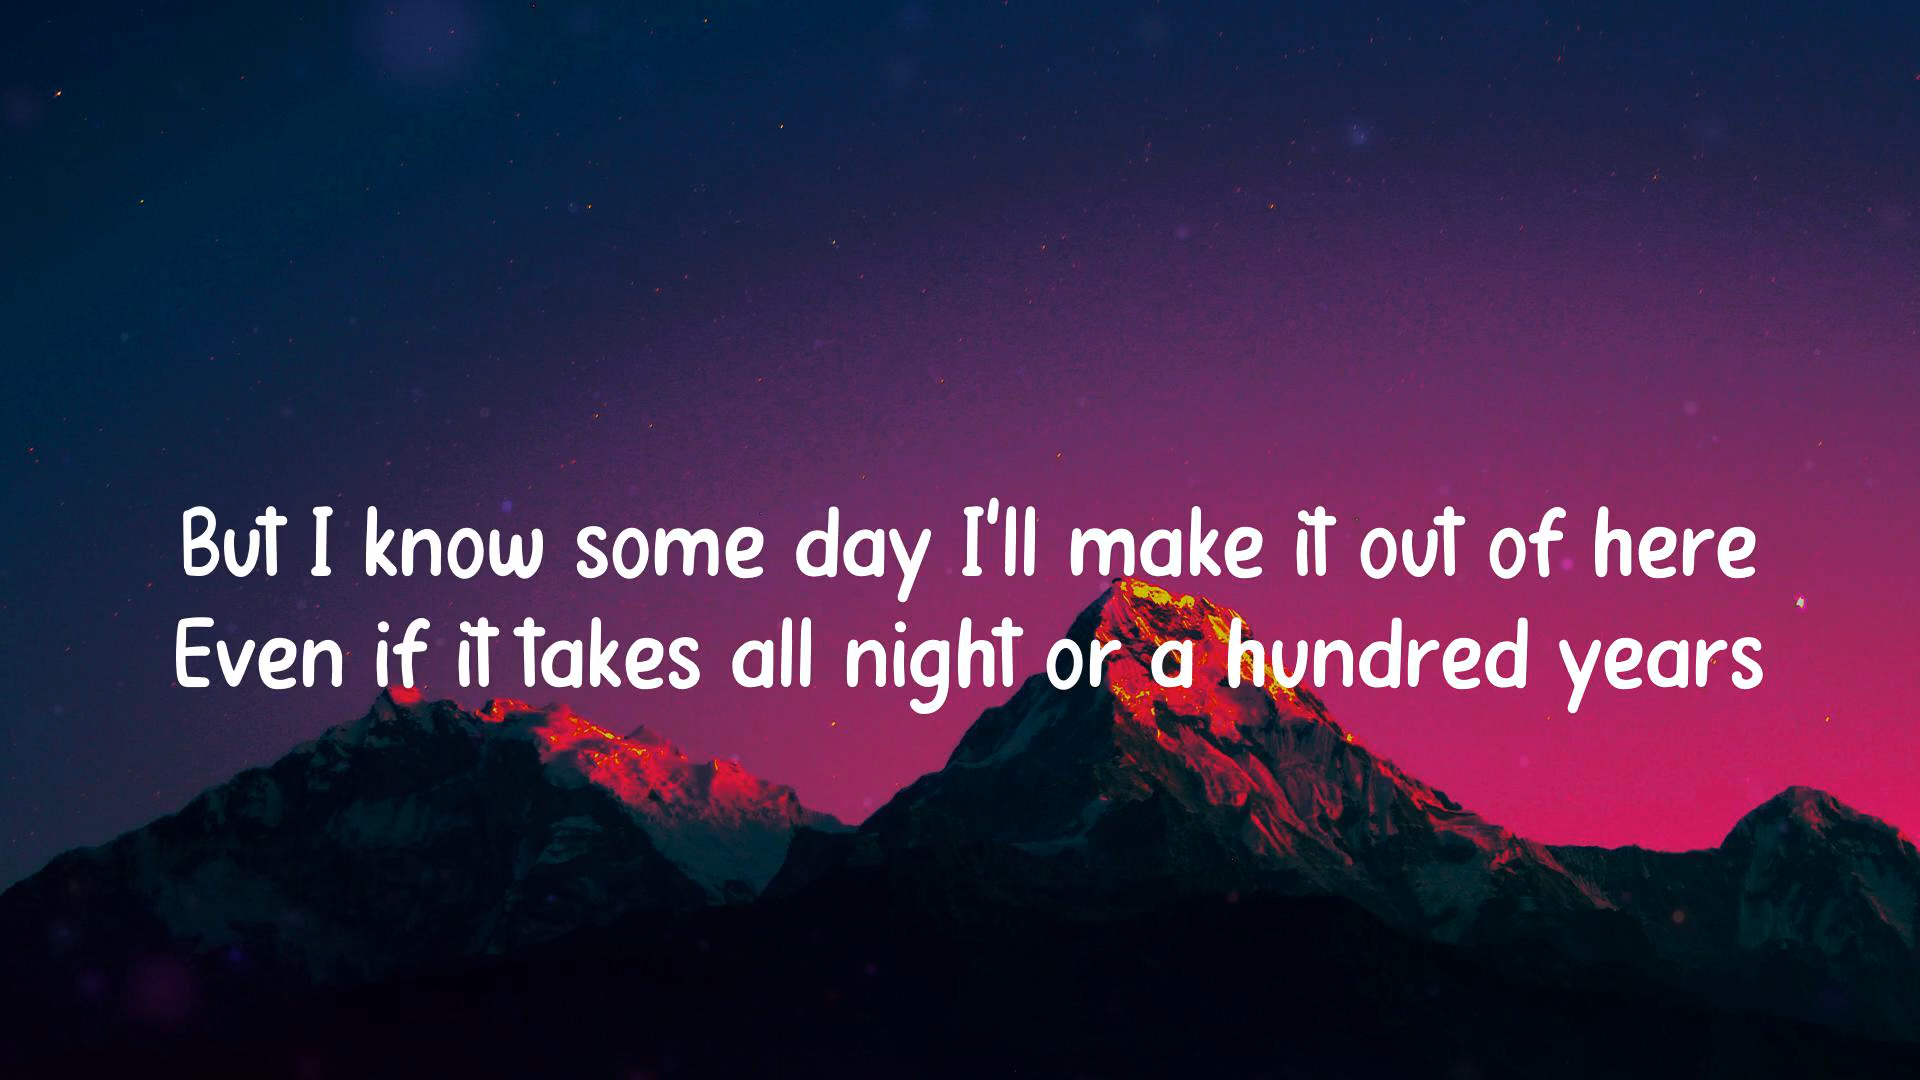 But I know some day I'll make it out of here
Even if it takes all night or a hundred years